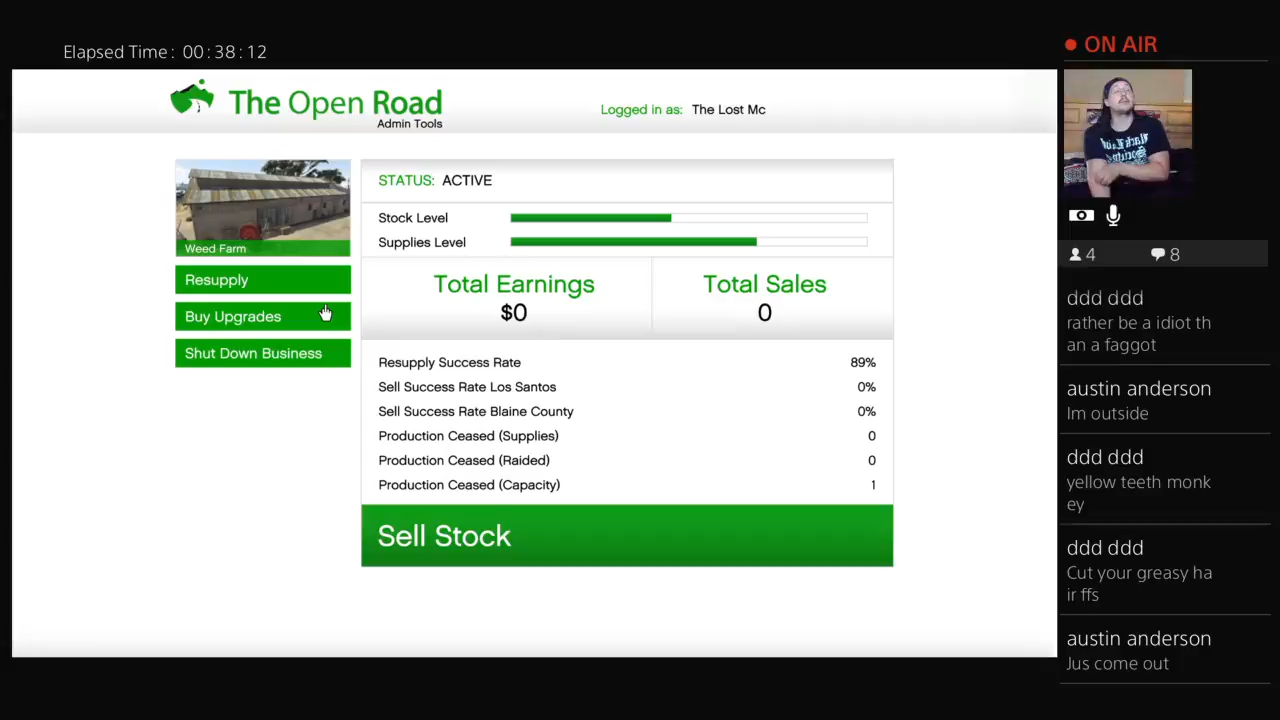 Elapsed Time: 00:38:12
ON AIR
The Open Road
Admin Tools
Logged in as: The Lost Mc
Weed Farm
Resupply
Buy Upgrades
Shut Down Business
STATUS: ACTIVE
Stock Level
Supplies Level
Total Earnings
$0
Total Sales
0
Resupply Success Rate 89%
Sell Success Rate Los Santos 0%
Sell Success Rate Blaine County 0%
Production Ceased (Supplies) 0
Production Ceased (Raided) 0
Production Ceased (Capacity) 1
Sell Stock
4 8
ddd ddd
rather be a idiot th
an a faggot
austin anderson
Im outside
ddd ddd
yellow teeth monk
ey
ddd ddd
Cut your greasy ha
ir ffs
austin anderson
Jus come out